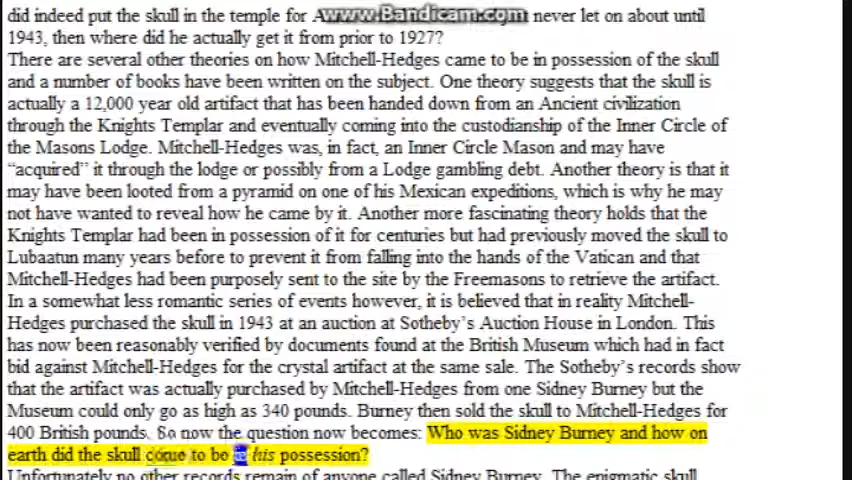 did indeed put the skull in the temple for www.Bandicam.com never let on about until
1943, then where did he actually get it from prior to 1927?
There are several other theories on how Mitchell-Hedges came to be in possession of the skull
and a number of books have been written on the subject. One theory suggests that the skull is
actually a 12,000 year old artifact that has been handed down from an Ancient civilization
through the Knights Templar and eventually coming into the custodianship of the Inner Circle of
the Masons Lodge. Mitchell-Hedges was, in fact, an Inner Circle Mason and may have
“acquired” it through the lodge or possibly from a Lodge gambling debt. Another theory is that it
may have been looted from a pyramid on one of his Mexican expeditions, which is why he may
not have wanted to reveal how he came by it. Another more fascinating theory holds that the
Knights Templar had been in possession of it for centuries but had previously moved the skull to
Lubaatun many years before to prevent it from falling into the hands of the Vatican and that
Mitchell-Hedges had been purposely sent to the site by the Freemasons to retrieve the artifact.
In a somewhat less romantic series of events however, it is believed that in reality Mitchell-
Hedges purchased the skull in 1943 at an auction at Sotheby’s Auction House in London. This
has now been reasonably verified by documents found at the British Museum which had in fact
bid against Mitchell-Hedges for the crystal artifact at the same sale. The Sotheby’s records show
that the artifact was actually purchased by Mitchell-Hedges from one Sidney Burney but the
Museum could only go as high as 340 pounds. Burney then sold the skull to Mitchell-Hedges for
400 British pounds. So now the question now becomes: Who was Sidney Burney and how on
earth did the skull come to be his possession?
Unfortunately no other records remain of anyone called Sidney Burney. The enigmatic skull